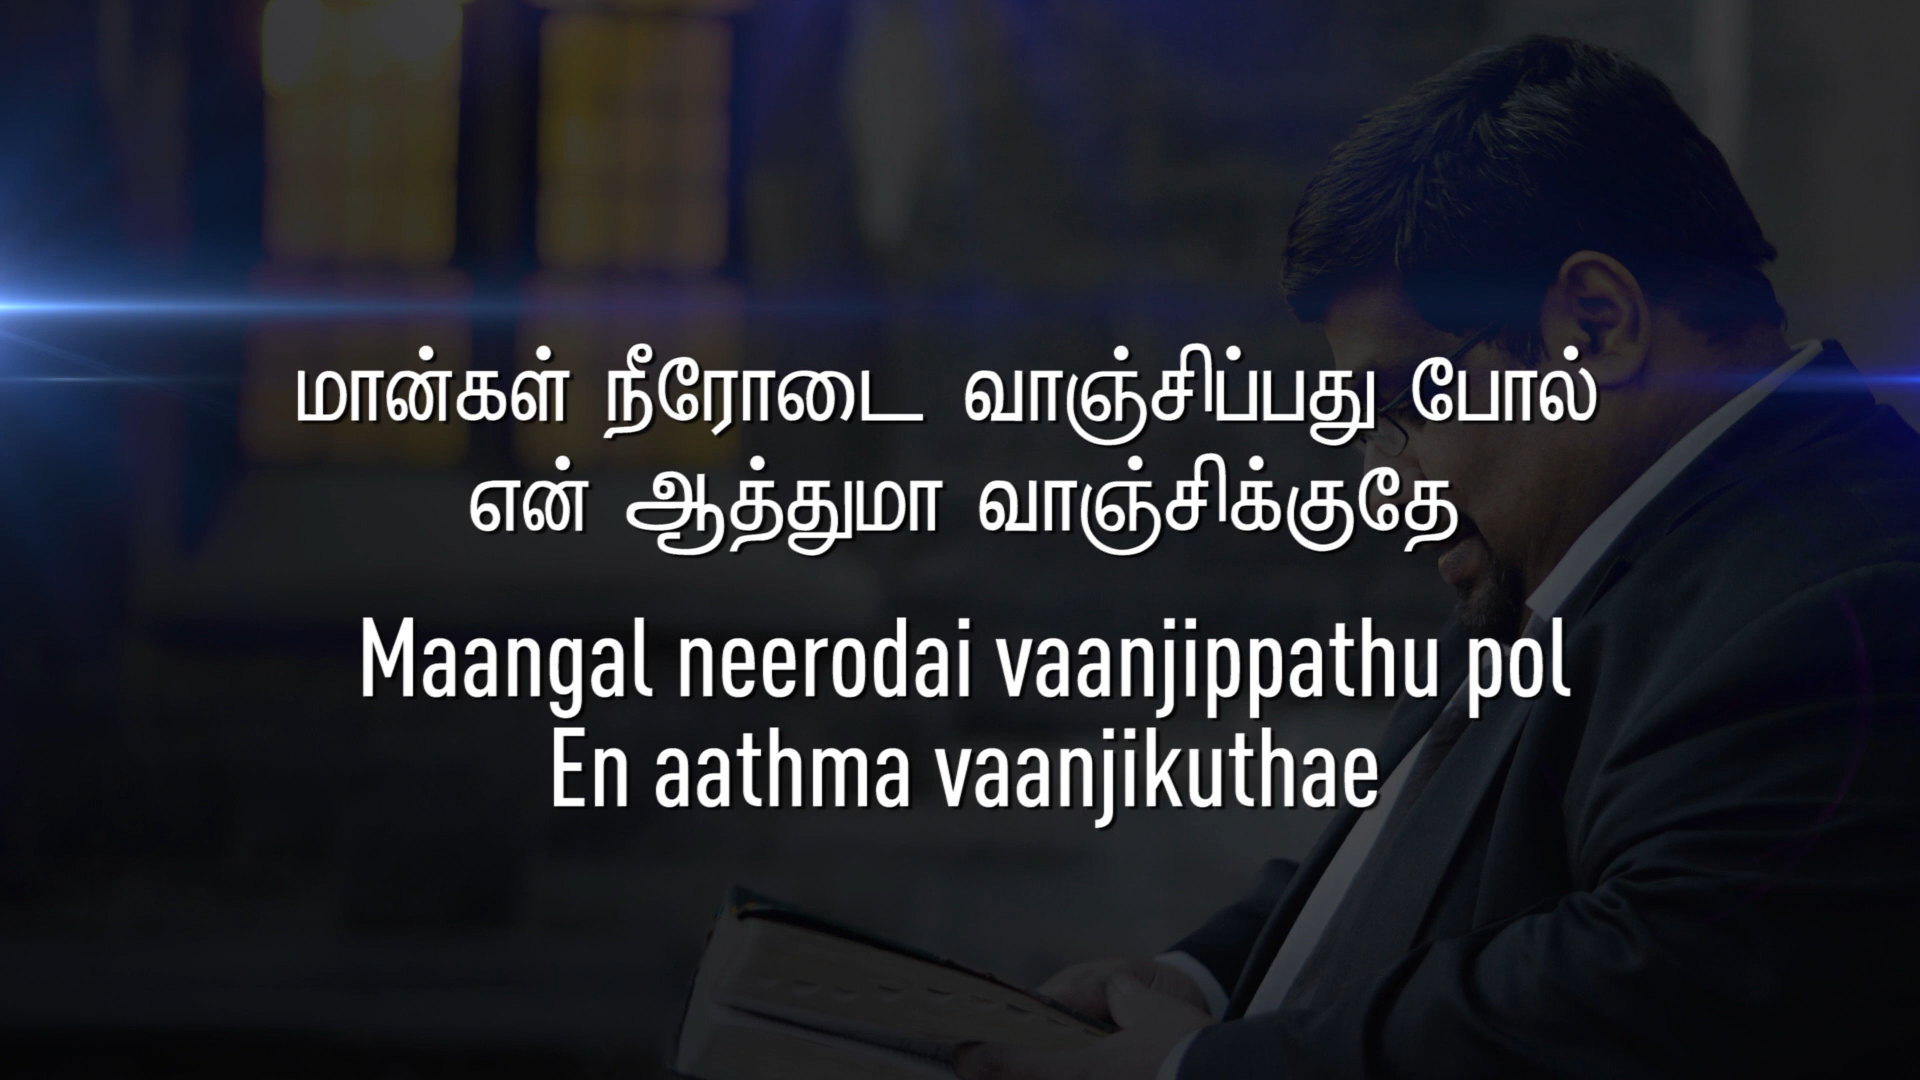 மான்கள் நீரோடை வாஞ்சிப்பது போல்
என் ஆத்துமா வாஞ்சிக்குதே
Maangal neerodai vaanjippathu pol
En aathma vaanjikuthae